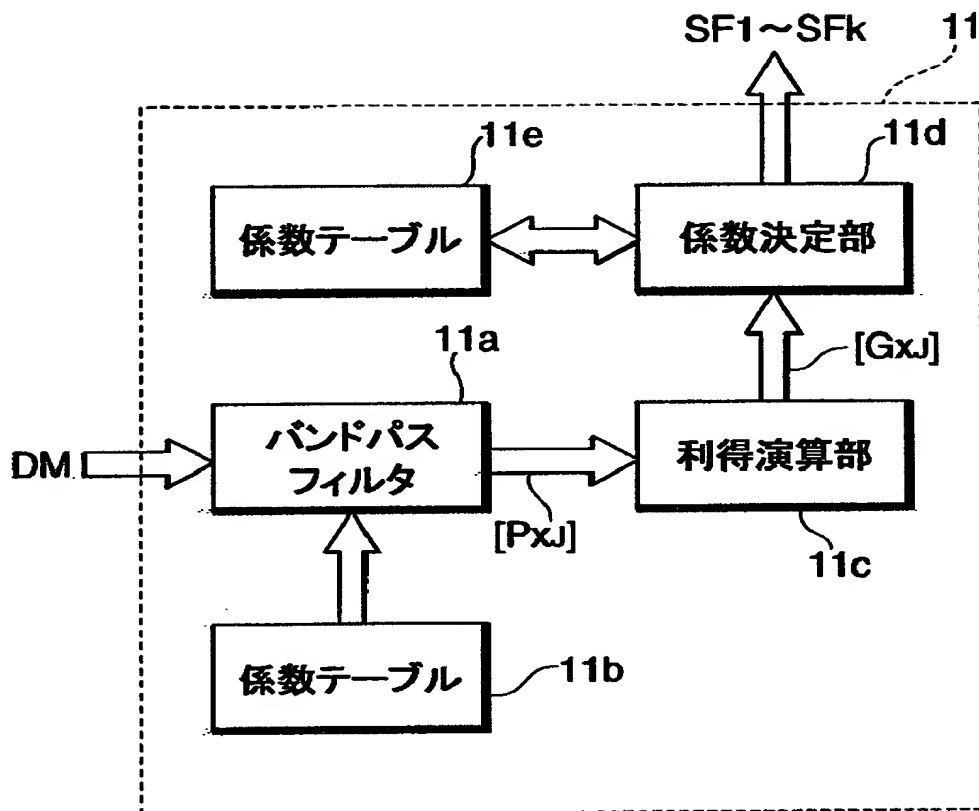 SF1～SFk
11
11e
11d
係数テーブル
係数決定部
11a
[GxJ]
DM
バンドパス
フィルタ
利得演算部
[PxJ]
11c
係数テーブル
11b